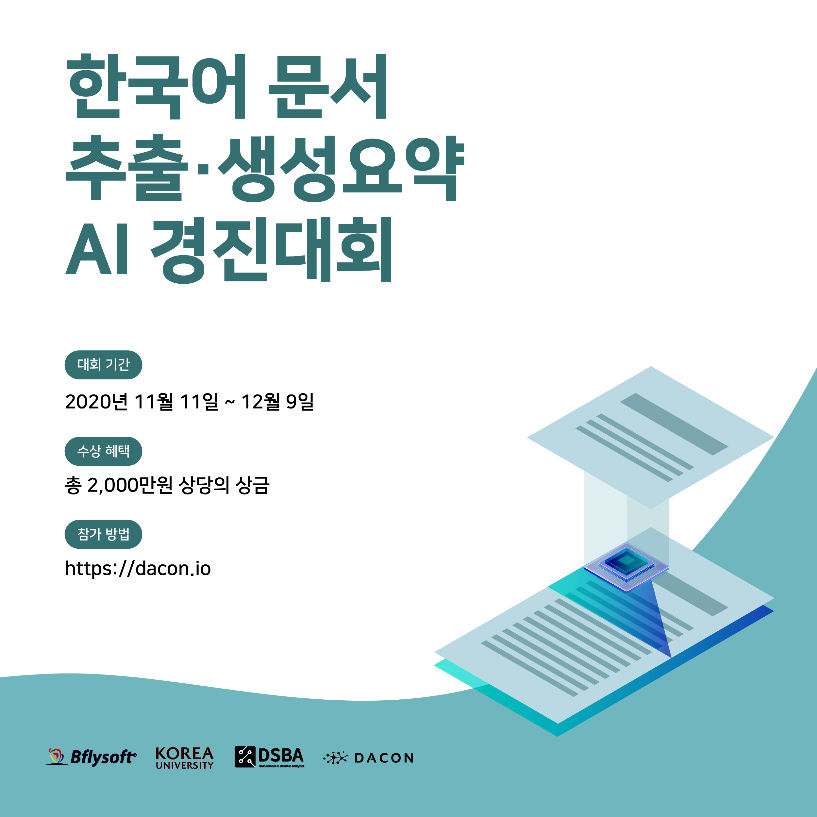 한국어 문서
추출·생성요약
AI 경진대회
대회 기간
2020년 11월 11일 ~ 12월 9일
수상 혜택
총 2,000만원 상당의 상금
참가 방법
https://dacon.io
Bflysoft
KOREA UNIVERSITY
DSBA
DACON